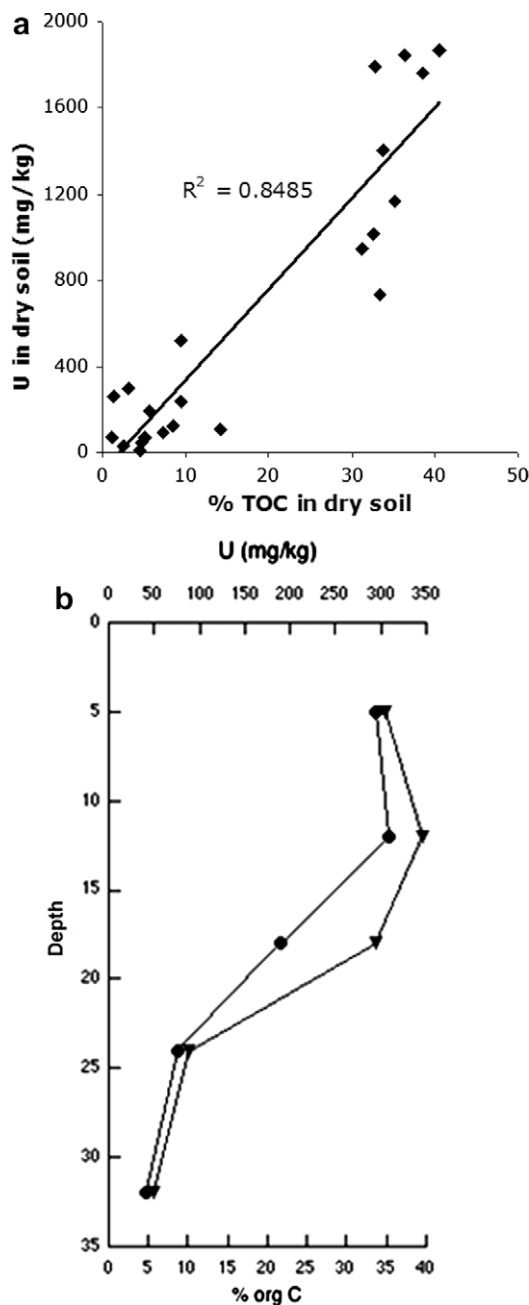 a
2000
1600
1200
800
400
0
U in dry soil (mg/kg)
R² = 0.8485
0 10 20 30 40 50
% TOC in dry soil
U (mg/kg)
b
0 50 100 150 200 250 300 350
0
5
10
15
20
25
30
35
Depth
0 5 10 15 20 25 30 35 40
% org C